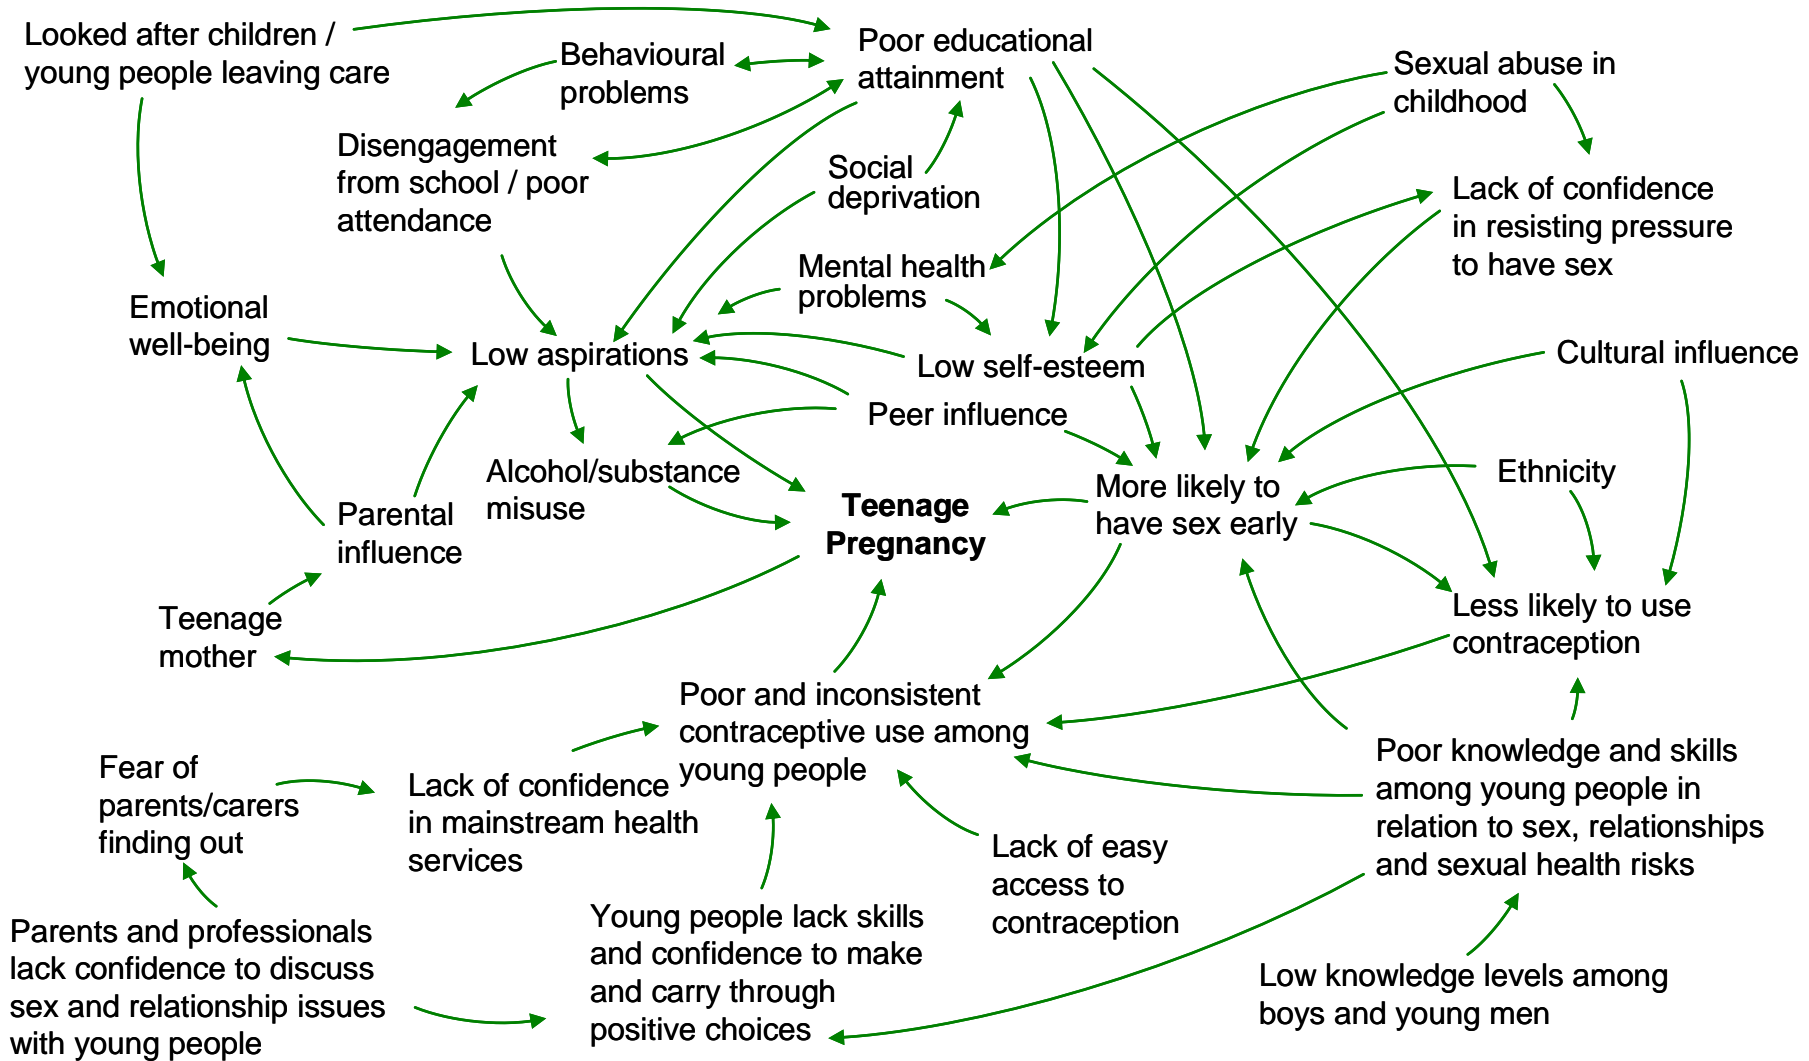 Looked after children /
young people leaving care
Behavioural
problems
Poor educational
attainment
Sexual abuse in
childhood
Disengagement
from school / poor
attendance
Social
deprivation
Lack of confidence
in resisting pressure
to have sex
Mental health
problems
Emotional
well-being
Low aspirations
Low self-esteem
Cultural influence
Peer influence
Alcohol/substance
misuse
Parental
influence
Teenage
Pregnancy
More likely to
have sex early
Ethnicity
Teenage
mother
Less likely to use
contraception
Poor and inconsistent
contraceptive use among
young people
Fear of
parents/carers
finding out
Lack of confidence
in mainstream health
services
Lack of easy
access to
contraception
Poor knowledge and skills
among young people in
relation to sex, relationships
and sexual health risks
Parents and professionals
lack confidence to discuss
sex and relationship issues
with young people
Young people lack skills
and confidence to make
and carry through
positive choices
Low knowledge levels among
boys and young men